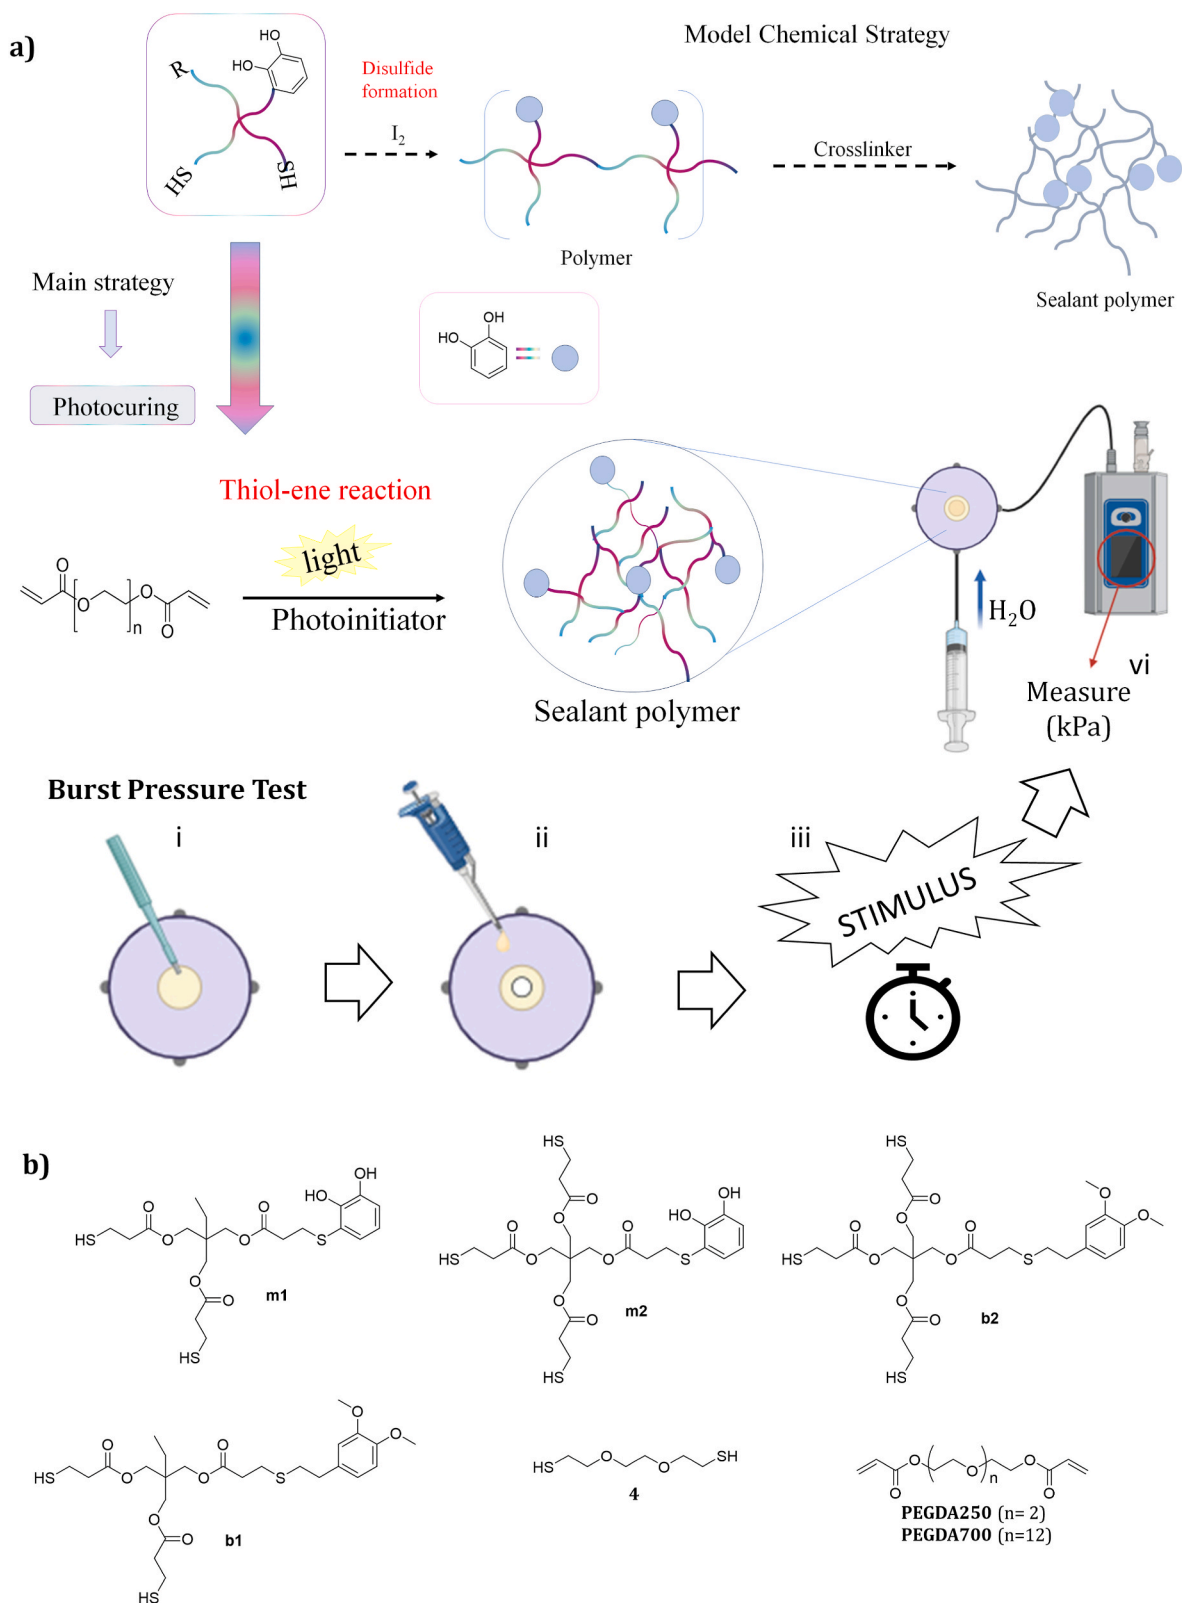 a)
Model Chemical Strategy
HO
HO
R
HS
SH
Disulfide
formation
I2
Polymer
Crosslinker
Sealant polymer
Main strategy
Photocuring
OH
HO
Thiol-ene reaction
light
Photoinitiator
O
O
O
O
n
Sealant polymer
H2O
vi
Measure
(kPa)
Burst Pressure Test
i
ii
iii
STIMULUS
b)
OH
HO
O
O
HS
O
O
S
O
O
HS
m1
HS
O
O
OH
HO
O
O
HS
O
O
S
O
O
HS
m2
HS
O
O
O
O
O
O
HS
O
O
S
O
O
HS
b2
O
O
O
O
HS
O
O
S
O
O
HS
b1
SH
O
HS
O
4
O
O
O
O
O
n
PEGDA250 (n= 2)
PEGDA700 (n=12)